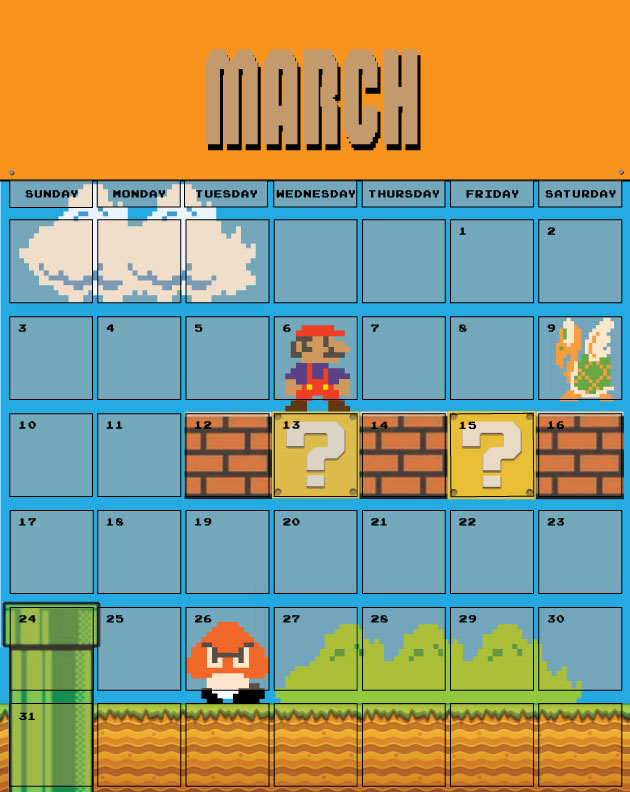 MARCH
SUNDAY MONDAY TUESDAY WEDNESDAY THURSDAY FRIDAY SATURDAY
1 2
3 4 5 6 7 8 9
10 11 12 13 14 15 16
? ?
17 18 19 20 21 22 23
24 25 26 27 28 29 30
31